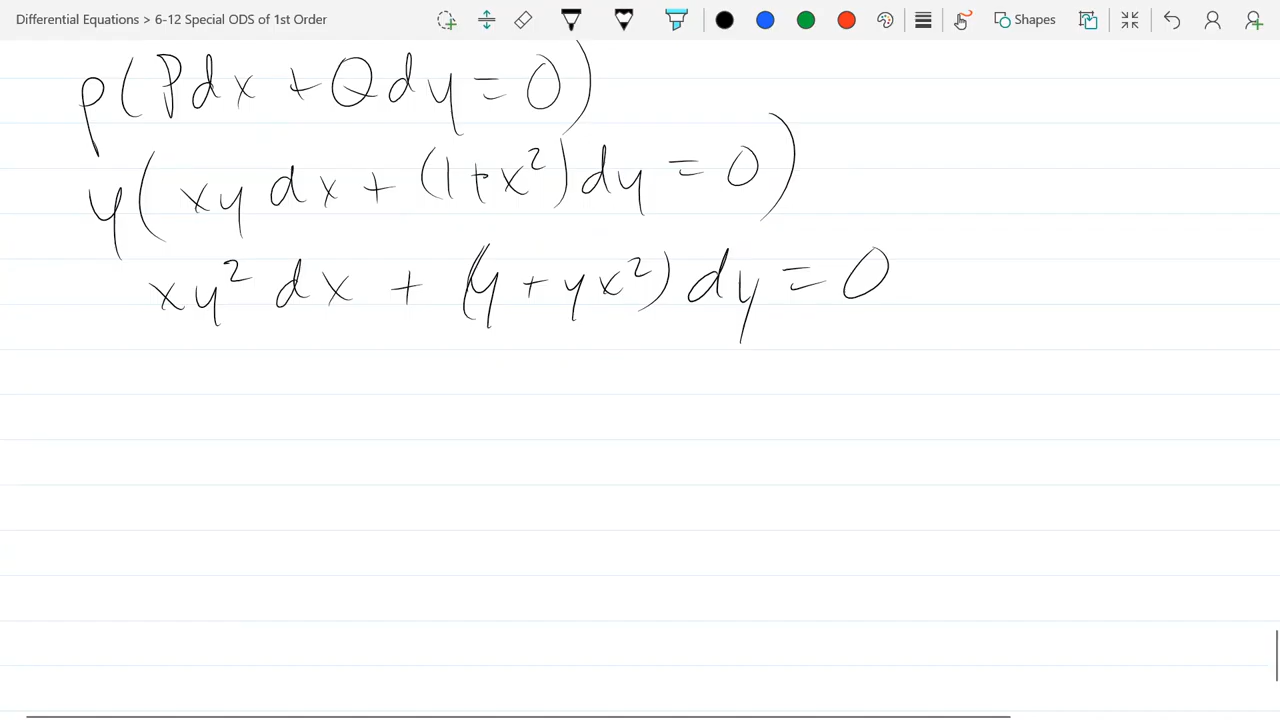 Differential Equations > 6-12 Special ODS of 1st Order
Shapes
p(Pdx + Qdy = 0)
y(xy dx + (1+x²)dy = 0)
xy² dx + (y + yx²) dy = 0